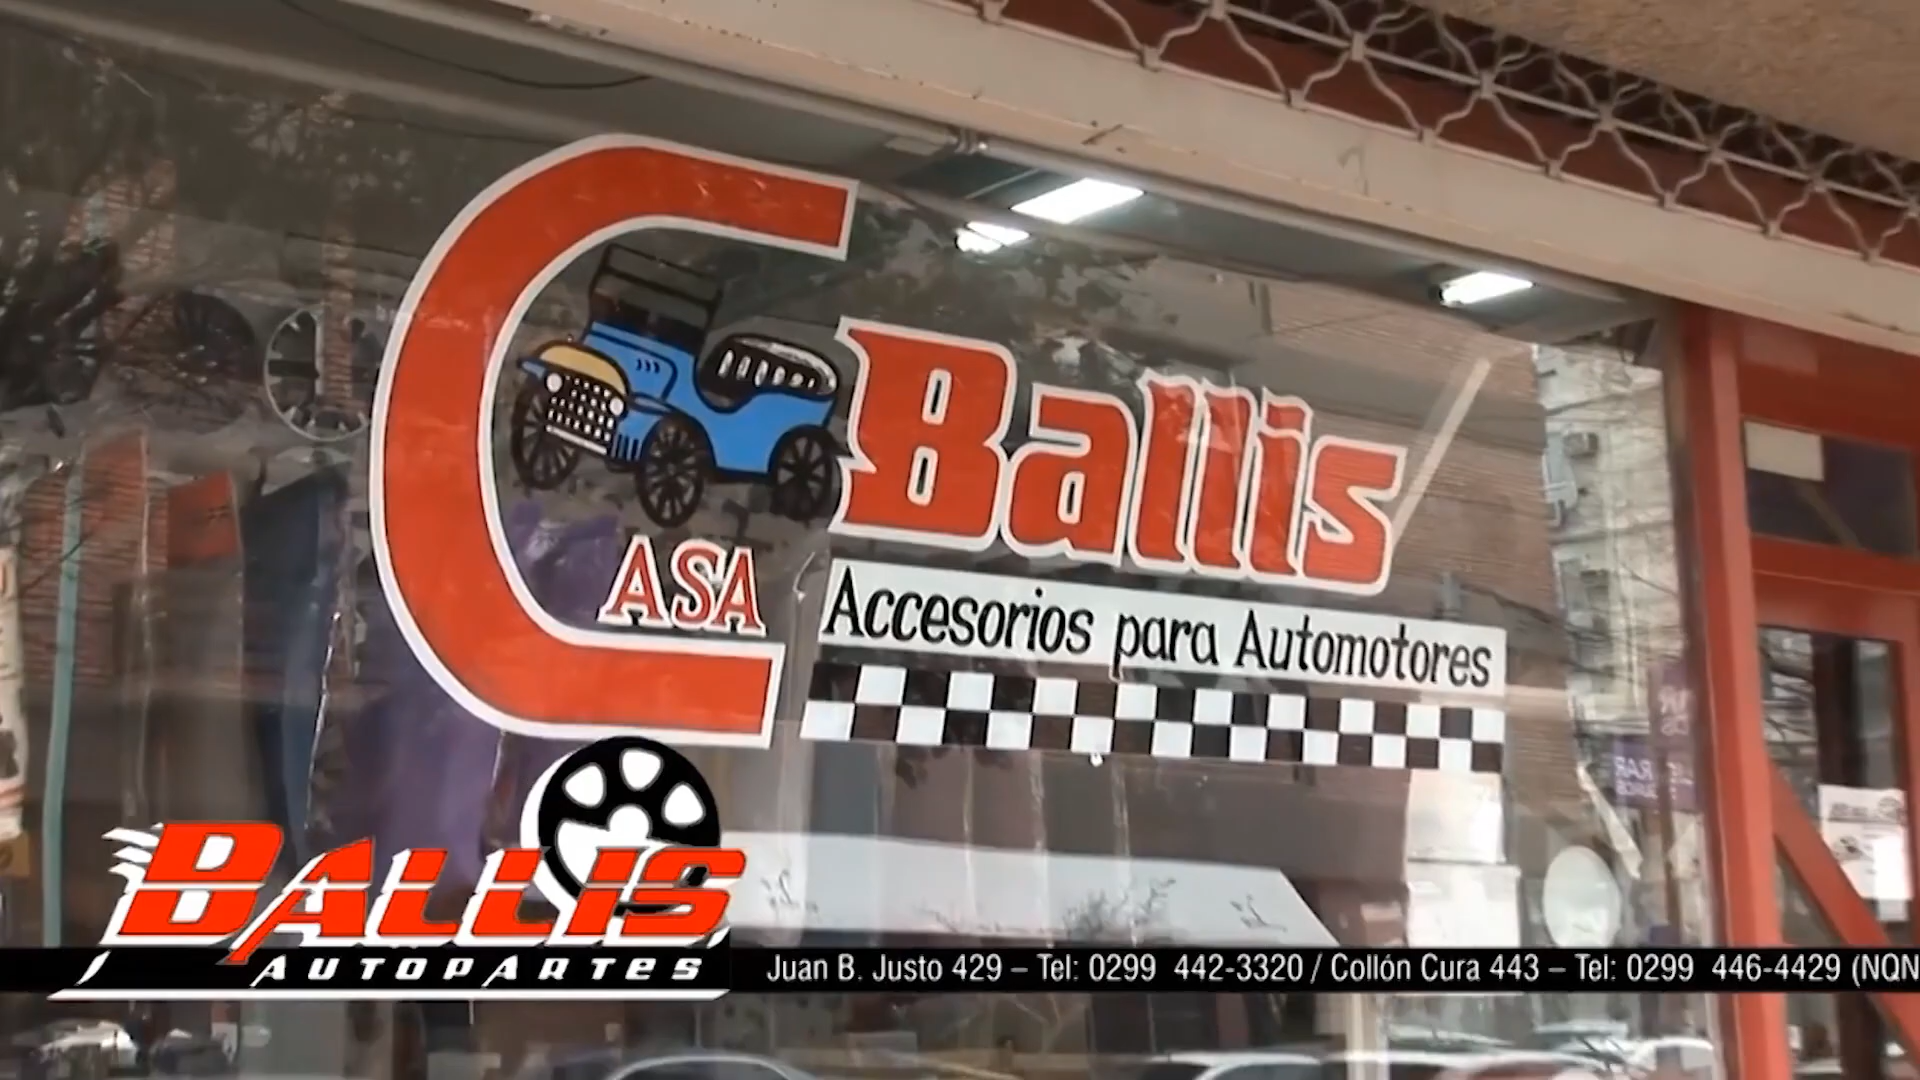 CASA
Ballis
Accesorios para Automotores
BALLIS
AUTOPARTES
Juan B. Justo 429 – Tel: 0299 442-3320 / Collón Cura 443 – Tel: 0299 446-4429 (NQN